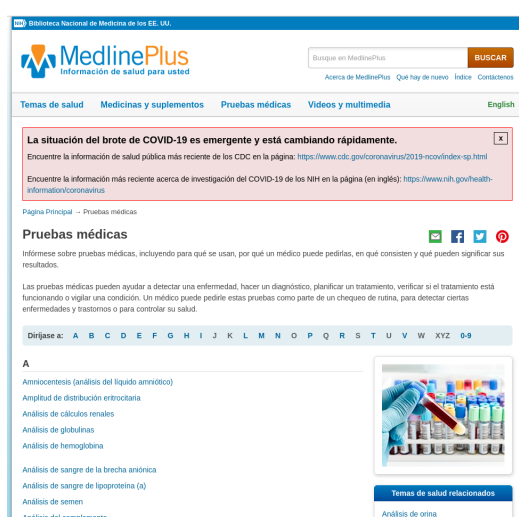 NIH Biblioteca Nacional de Medicina de los EE. UU.
MedlinePlus
Información de salud para usted
Busque en MedlinePlus
BUSCAR
Acerca de MedlinePlus Qué hay de nuevo Índice Contáctenos
Temas de salud Medicinas y suplementos Pruebas médicas Videos y multimedia English
La situación del brote de COVID-19 es emergente y está cambiando rápidamente. x
Encuentre la información de salud pública más reciente de los CDC en la página: https://www.cdc.gov/coronavirus/2019-ncov/index-sp.html
Encuentre la información más reciente acerca de investigación del COVID-19 de los NIH en la página (en inglés): https://www.nih.gov/health-
information/coronavirus
Página Principal → Pruebas médicas
Pruebas médicas
Infórmese sobre pruebas médicas, incluyendo para qué se usan, por qué un médico puede pedirlas, en qué consisten y qué pueden significar sus
resultados.
Las pruebas médicas pueden ayudar a detectar una enfermedad, hacer un diagnóstico, planificar un tratamiento, verificar si el tratamiento está
funcionando o vigilar una condición. Un médico puede pedirle estas pruebas como parte de un chequeo de rutina, para detectar ciertas
enfermedades y trastornos o para controlar su salud.
Diríjase a: A B C D E F G H I J K L M N O P Q R S T U V W XYZ 0-9
A
Amniocentesis (análisis del líquido amniótico)
Amplitud de distribución eritrocitaria
Análisis de cálculos renales
Análisis de globulinas
Análisis de hemoglobina
Análisis de sangre de la brecha aniónica
Análisis de sangre de lipoproteína (a)
Análisis de semen
Análisis del complemento
Temas de salud relacionados
Análisis de orina